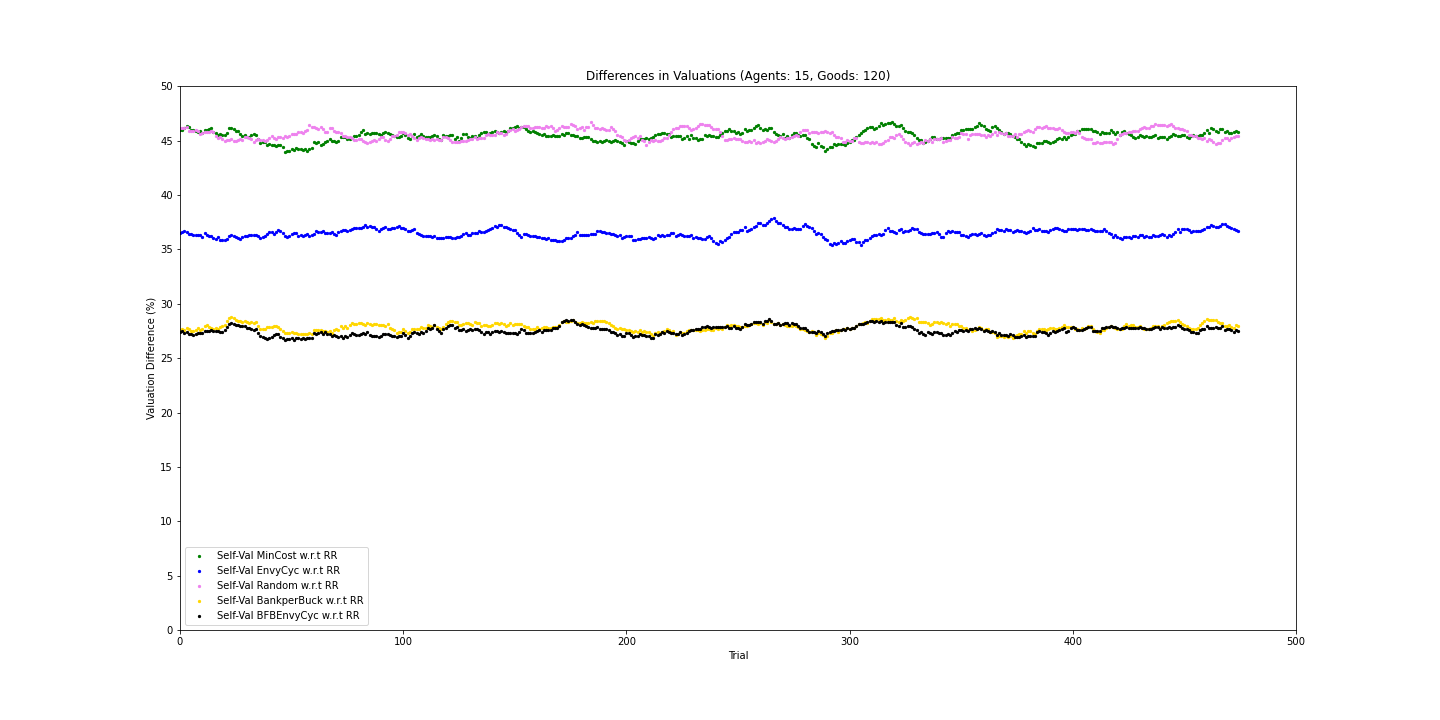 Differences in Valuations (Agents: 15, Goods: 120)
50
45
40
35
30
25
20
15
10
5
0
Valuation Difference (%)
Self-Val MinCost w.r.t RR
Self-Val EnvyCyc w.r.t RR
Self-Val Random w.r.t RR
Self-Val BankperBuck w.r.t RR
Self-Val BFBEnvyCyc w.r.t RR
0 100 200 300 400 500
Trial